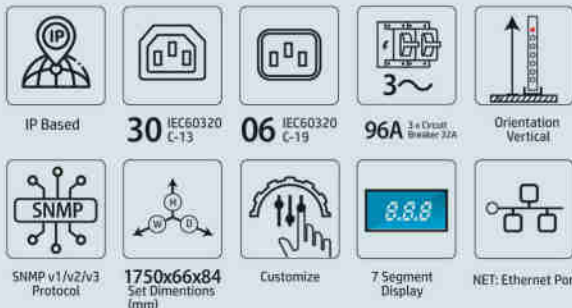 IP
3~
IP Based
30 IEC60320
C-13
06 IEC60320
C-19
96A 3 x Circuit
Breaker 32A
Orientation
Vertical
SNMP
H
W D
8.8.8
SNMP v1/v2/v3
Protocol
1750x66x84
Set Dimentions
(mm)
Customize
7 Segment
Display
NET: Ethernet Por